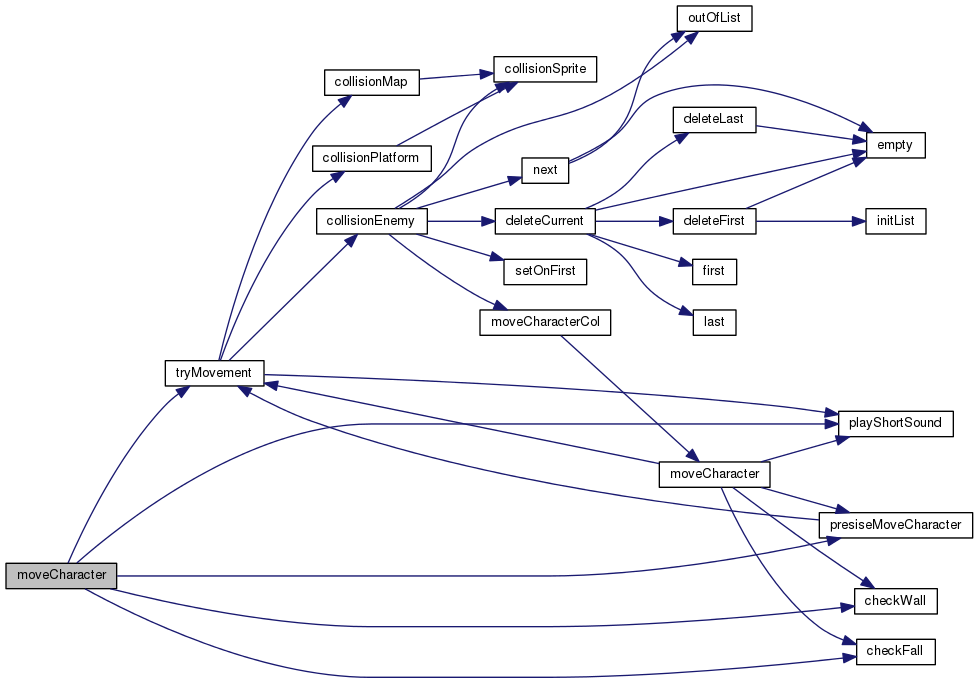 outOfList
collisionSprite
collisionMap
deleteLast
empty
collisionPlatform
next
collisionEnemy
deleteCurrent
deleteFirst
initList
setOnFirst
first
moveCharacterCol
last
tryMovement
playShortSound
moveCharacter
presiseMoveCharacter
moveCharacter
checkWall
checkFall